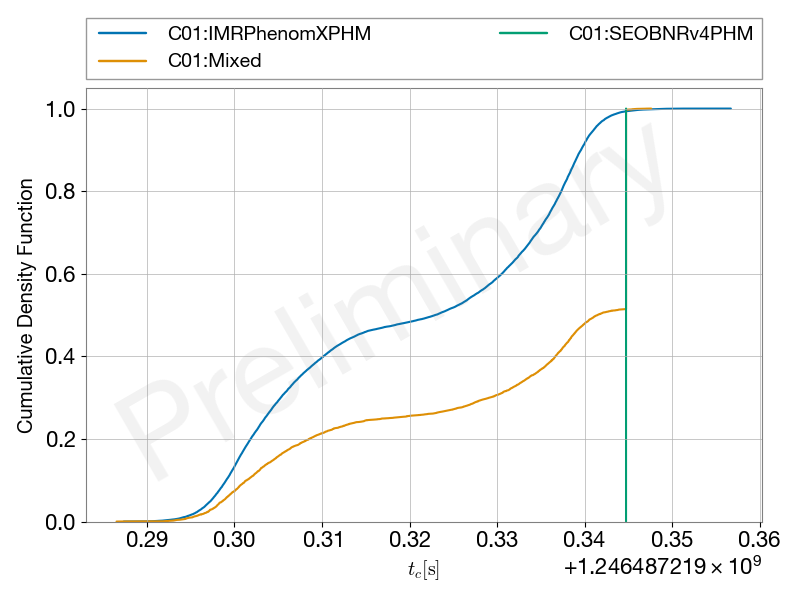 C01:IMRPhenomXPHM
C01:SEOBNRv4PHM
C01:Mixed
Preliminary
Cumulative Density Function
1.0
0.8
0.6
0.4
0.2
0.0
0.29 0.30 0.31 0.32 0.33 0.34 0.35 0.36
t_c[s]
+1.246487219 × 10^9